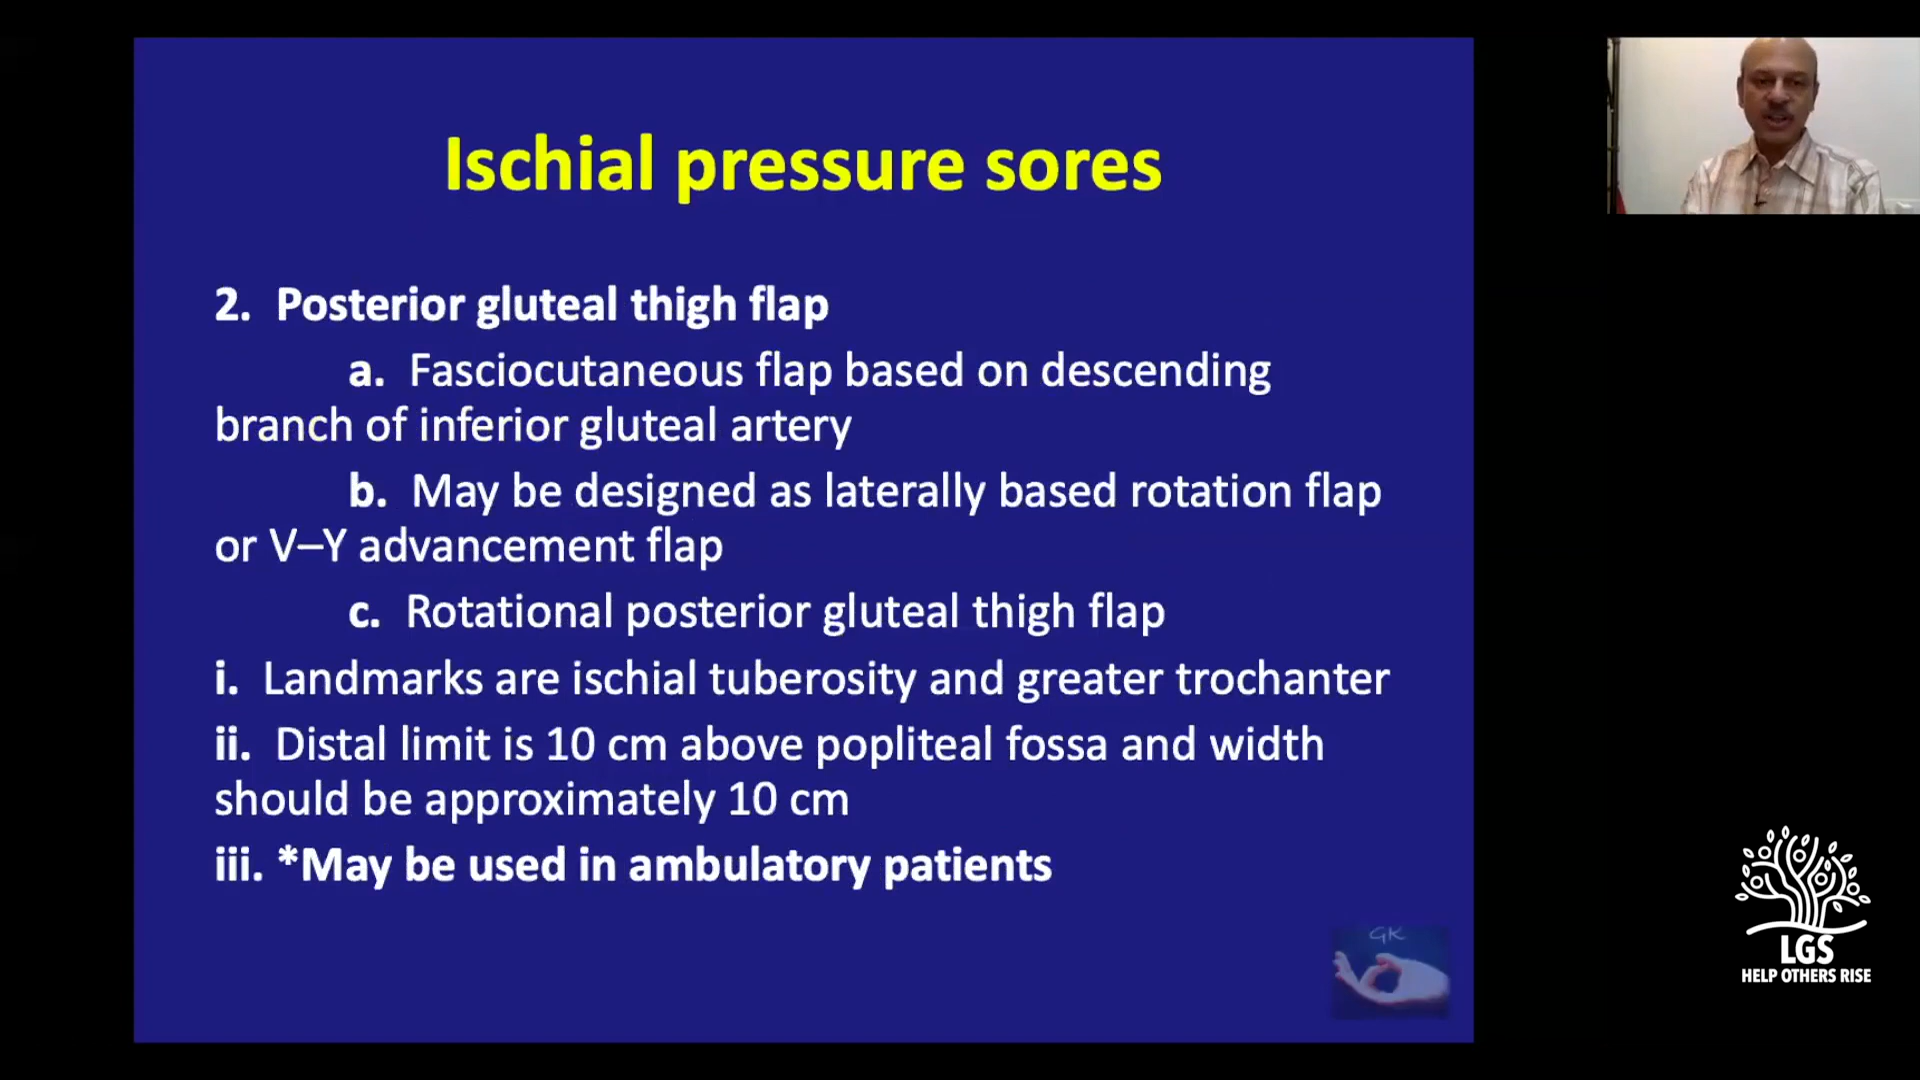 Ischial pressure sores
2. Posterior gluteal thigh flap
a. Fasciocutaneous flap based on descending
branch of inferior gluteal artery
b. May be designed as laterally based rotation flap
or V–Y advancement flap
c. Rotational posterior gluteal thigh flap
i. Landmarks are ischial tuberosity and greater trochanter
ii. Distal limit is 10 cm above popliteal fossa and width
should be approximately 10 cm
iii. *May be used in ambulatory patients
GK
LGS
HELP OTHERS RISE